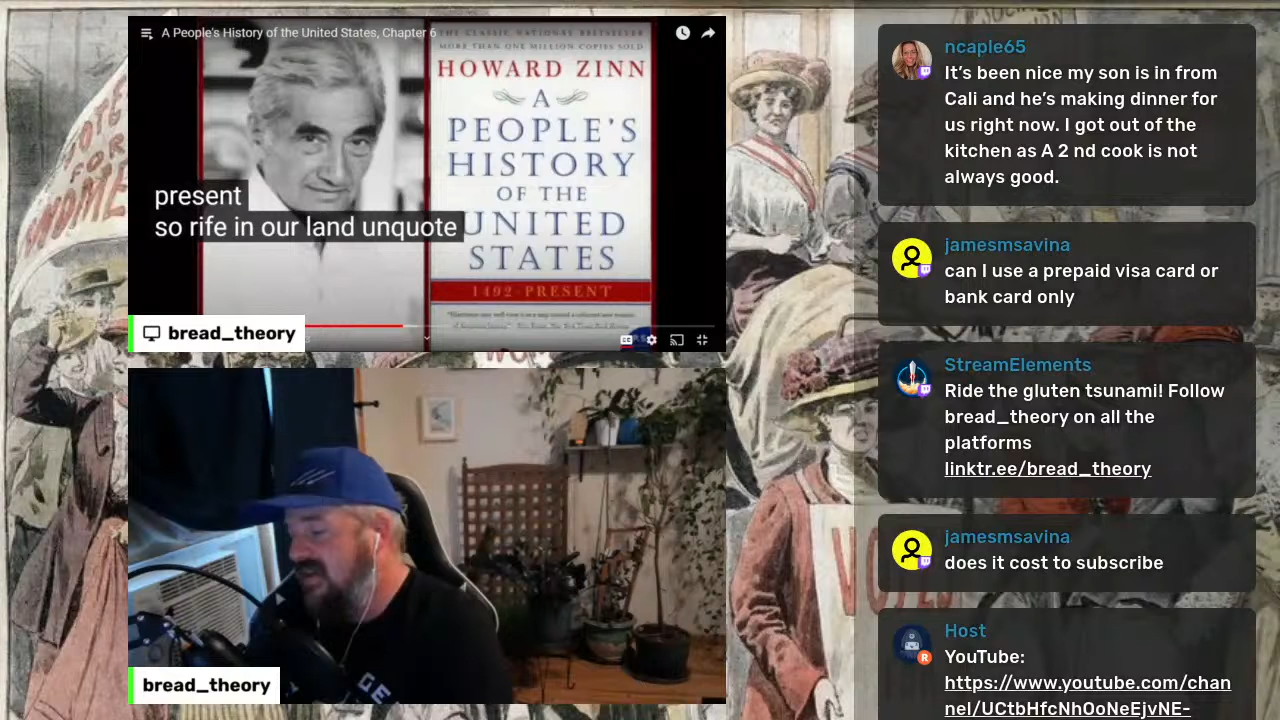 A People's History of the United States, Chapter 6
THE CLASSIC NATIONAL BESTSELLER
MORE THAN ONE MILLION COPIES SOLD
HOWARD ZINN
A
PEOPLE'S
HISTORY
OF THE
UNITED
STATES
1492-PRESENT
present
so rife in our land unquote
bread_theory
bread_theory
VOTE
FOR
WOMEN
VOTES
ncaple65
It's been nice my son is in from
Cali and he's making dinner for
us right now. I got out of the
kitchen as A 2 nd cook is not
always good.
jamesmsavina
can I use a prepaid visa card or
bank card only
StreamElements
Ride the gluten tsunami! Follow
bread_theory on all the
platforms
linktr.ee/bread_theory
jamesmsavina
does it cost to subscribe
Host
YouTube:
https://www.youtube.com/chan
nel/UCtbHfcNhOoNeEjvNE-